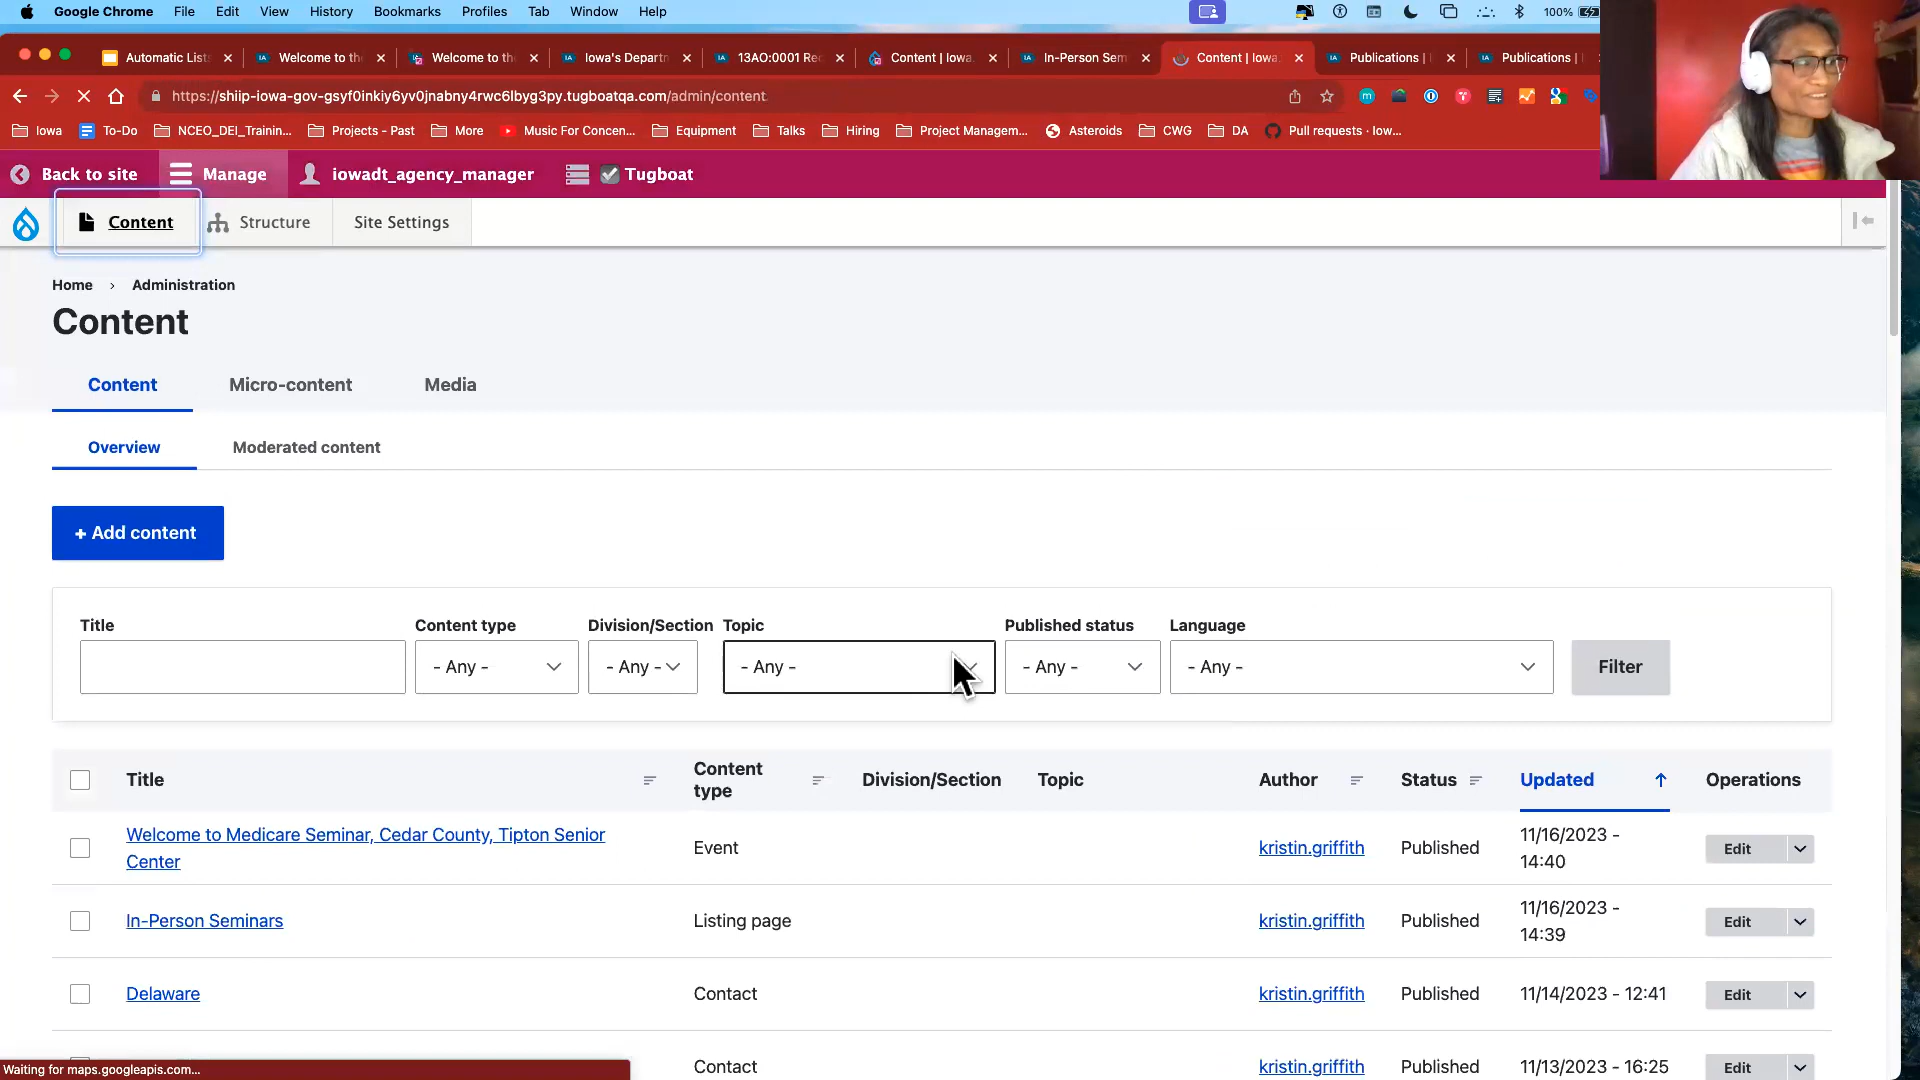 Google Chrome File Edit View History Bookmarks Profiles Tab Window Help 100%
Automatic Lists Welcome to th Welcome to the Iowa's Departm 13AO:0001 Rec Content | Iowa. In-Person Sem Content | Iowa. Publications | Publications |
https://shiip-iowa-gov-gsyf0inkiy6yv0jnabny4rwc6lbyg3py.tugboatqa.com/admin/content
Iowa To-Do NCEO_DEI_Trainin... Projects - Past More Music For Concen... Equipment Talks Hiring Project Managem... Asteroids CWG DA Pull requests · Iow...
Back to site Manage iowadt_agency_manager Tugboat
Content Structure Site Settings
Home › Administration
Content
Content Micro-content Media
Overview Moderated content
+ Add content
Title Content type Division/Section Topic Published status Language
- Any - - Any - - Any - - Any - - Any - Filter
Title Content type Division/Section Topic Author Status Updated Operations
Welcome to Medicare Seminar, Cedar County, Tipton Senior Center Event kristin.griffith Published 11/16/2023 - 14:40 Edit
In-Person Seminars Listing page kristin.griffith Published 11/16/2023 - 14:39 Edit
Delaware Contact kristin.griffith Published 11/14/2023 - 12:41 Edit
Contact kristin.griffith Published 11/13/2023 - 16:25 Edit
Waiting for maps.googleapis.com...